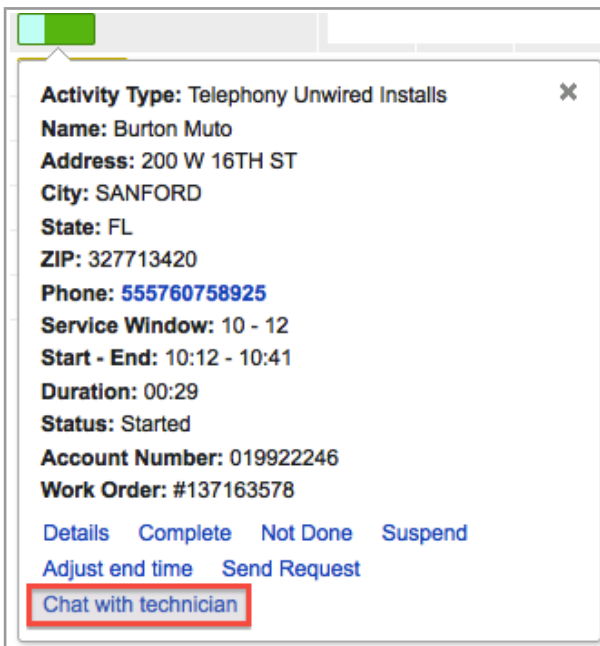 Activity Type: Telephony Unwired Installs
Name: Burton Muto
Address: 200 W 16TH ST
City: SANFORD
State: FL
ZIP: 327713420
Phone: 555760758925
Service Window: 10 - 12
Start - End: 10:12 - 10:41
Duration: 00:29
Status: Started
Account Number: 019922246
Work Order: #137163578
Details Complete Not Done Suspend
Adjust end time Send Request
Chat with technician